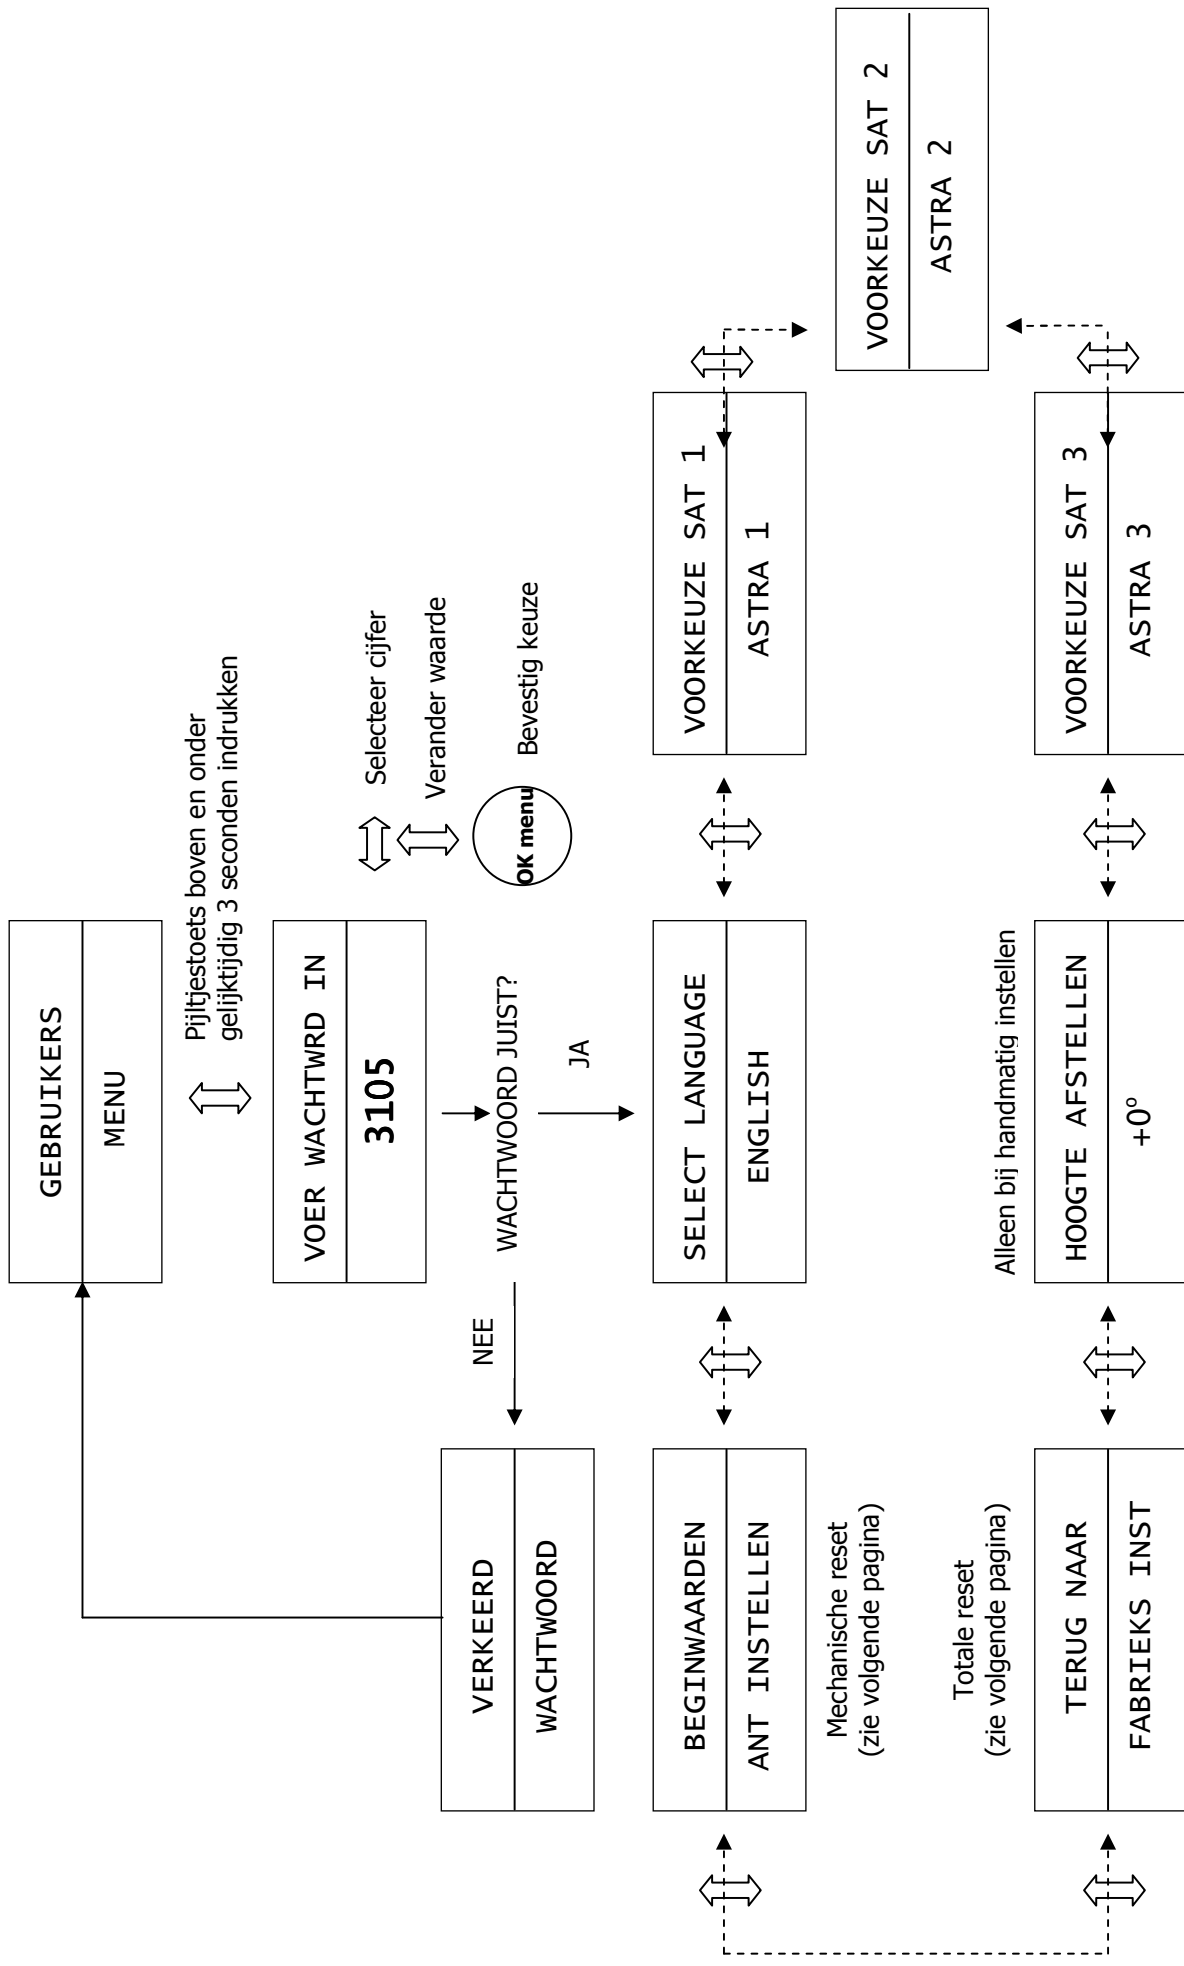 GEBRUIKERS
MENU
Pijltjestoets boven en onder
gelijktijdig 3 seconden indrukken
VOER WACHTWRD IN
3105
Selecteer cijfer
Verander waarde
OK menu
Bevestig keuze
WACHTWOORD JUIST?
NEE
JA
VERKEERD
WACHTWOORD
BEGINWAARDEN
ANT INSTELLEN
Mechanische reset
(zie volgende pagina)
SELECT LANGUAGE
ENGLISH
VOORKEUZE SAT 1
ASTRA 1
VOORKEUZE SAT 2
ASTRA 2
Totale reset
(zie volgende pagina)
TERUG NAAR
FABRIEKS INST
Alleen bij handmatig instellen
HOOGTE AFSTELLEN
+0°
VOORKEUZE SAT 3
ASTRA 3